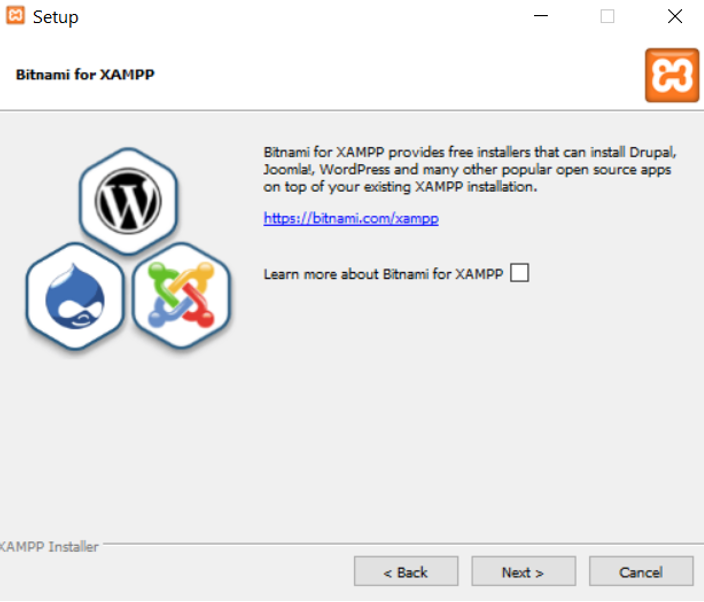 Setup
Bitnami for XAMPP
Bitnami for XAMPP provides free installers that can install Drupal,
Joomla!, WordPress and many other popular open source apps
on top of your existing XAMPP installation.
https://bitnami.com/xampp
Learn more about Bitnami for XAMPP
XAMPP Installer
< Back
Next >
Cancel